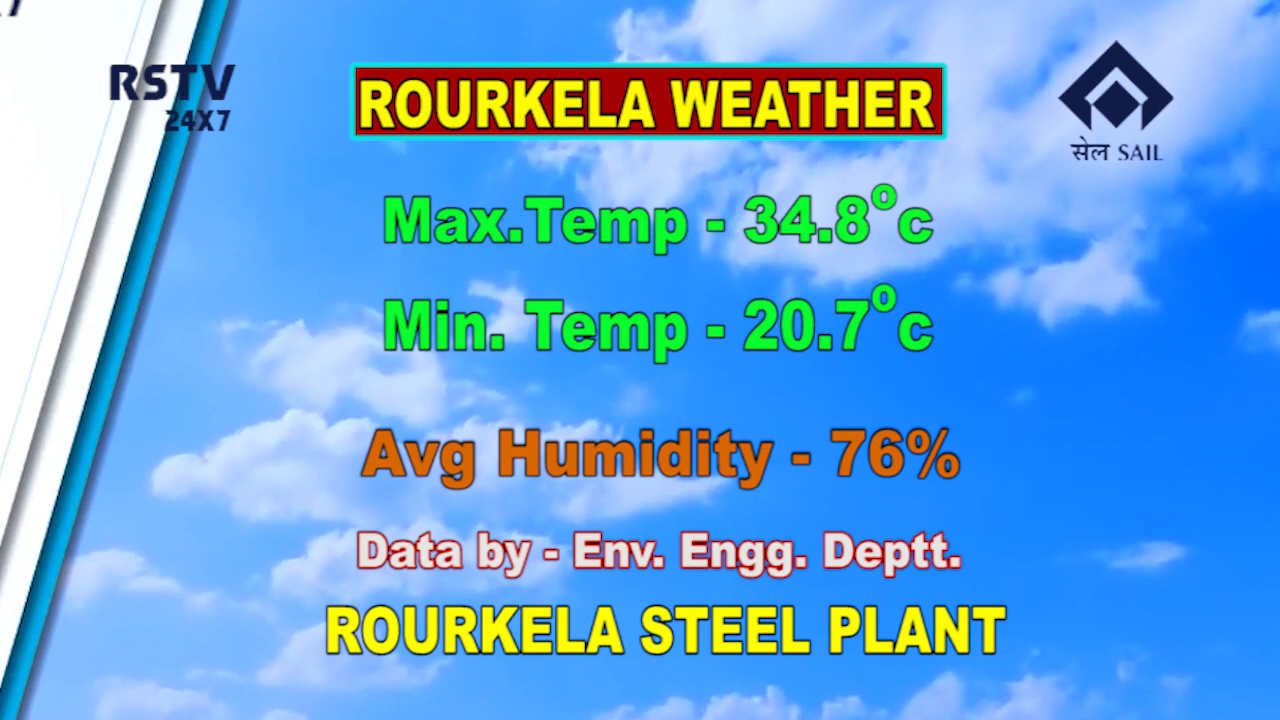 RSTV
24X7
ROURKELA WEATHER
सेल SAIL
Max.Temp - 34.8°c
Min. Temp - 20.7°c
Avg Humidity - 76%
Data by - Env. Engg. Deptt.
ROURKELA STEEL PLANT